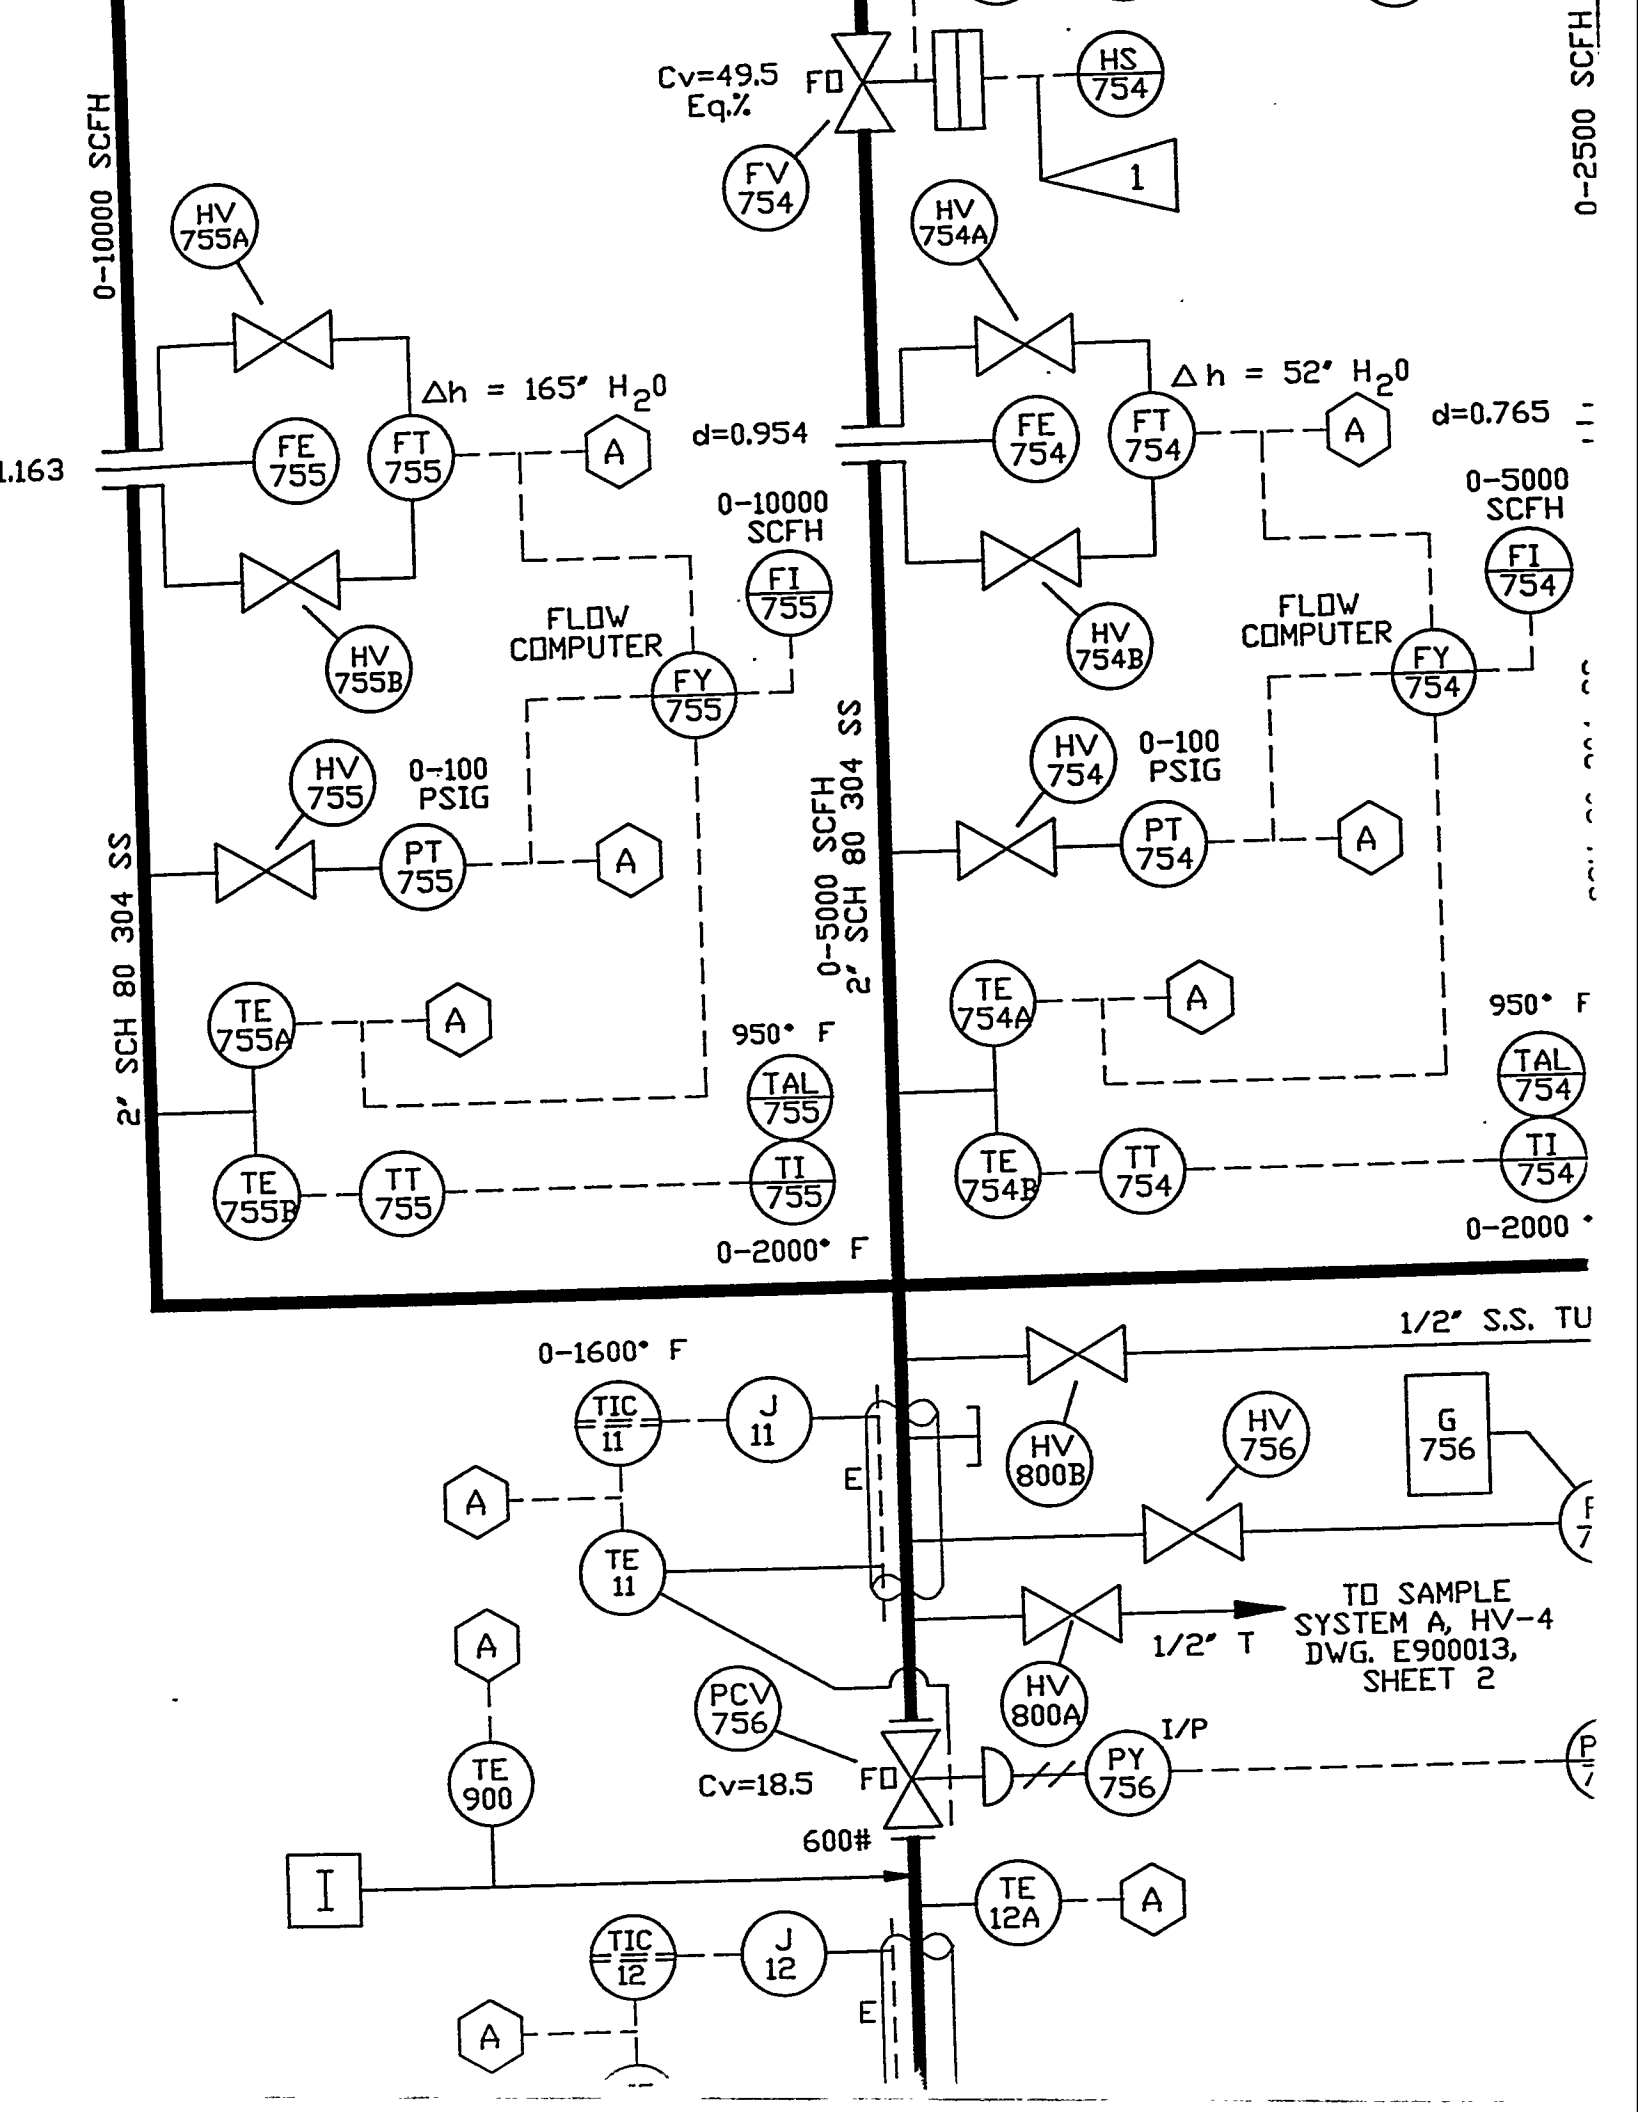 0-10000 SCFH
Cv=49.5
Eq.%
FO
HS
754
FV
754
1
0-2500 SCFH
HV
755A
HV
754A
Δh = 165" H2O
Δh = 52" H2O
1.163
FE
755
FT
755
A
d=0.954
FE
754
FT
754
A
d=0.765
0-10000
SCFH
FI
755
0-5000
SCFH
FI
754
HV
755B
FLOW
COMPUTER
FY
755
HV
754B
FLOW
COMPUTER
FY
754
HV
755
0-100
PSIG
PT
755
A
HV
754
0-100
PSIG
PT
754
A
2" SCH 80 304 SS
0-5000 SCFH
2" SCH 80 304 SS
TE
755A
A
950° F
TAL
755
TE
754A
A
950° F
TAL
754
TE
755B
TT
755
TI
755
0-2000° F
TE
754B
TT
754
TI
754
0-2000 °
1/2" S.S. TU
0-1600° F
TIC
11
J
11
E
A
TE
11
HV
800B
HV
756
G
756
HV
800A
1/2" T
TO SAMPLE
SYSTEM A, HV-4
DWG. E900013,
SHEET 2
A
TE
900
PCV
756
Cv=18.5
FO
600#
PY
756
I/P
P
I
TE
12A
A
TIC
12
J
12
E
A